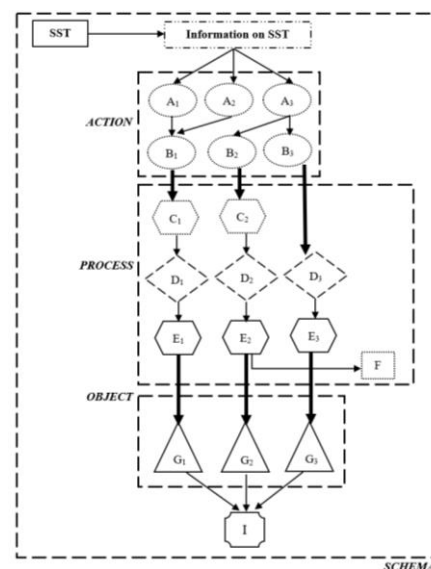 SST Information on SST
A₁ A₂ A₃
ACTION
B₁ B₂ B₃
C₁ C₂
PROCESS
D₁ D₂ D₃
E₁ E₂ E₃
F
OBJECT
G₁ G₂ G₃
I
SCHEMA